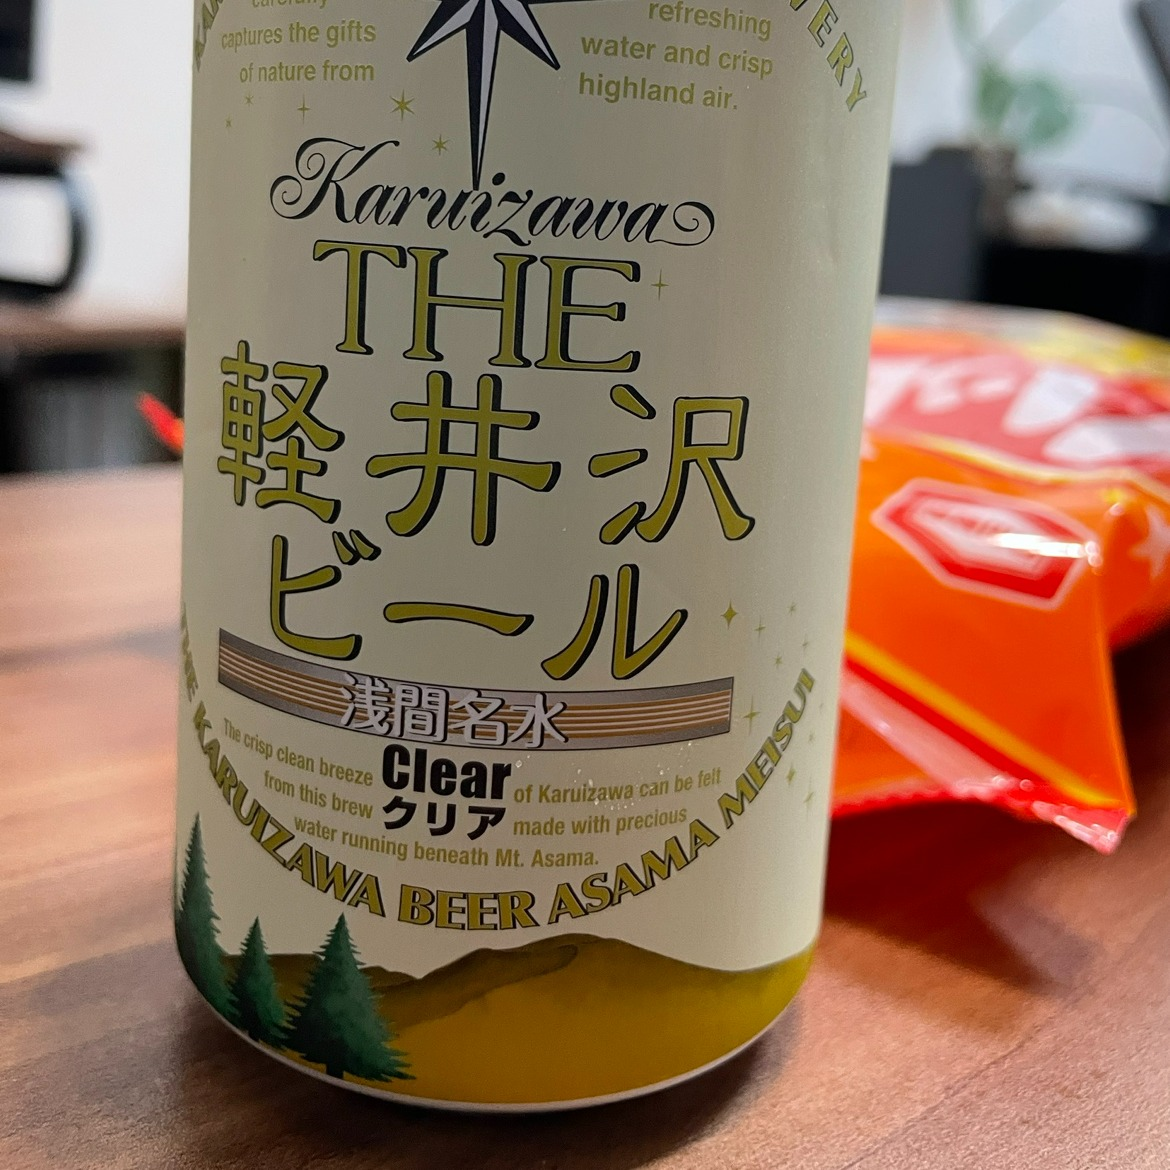 captures the gifts
of nature from
refreshing
water and crisp
highland air.
Karuizawa
THE
軽井沢
ビール
浅間名水
Clear
クリア
The crisp clean breeze of Karuizawa can be felt
from this brew made with precious
water running beneath Mt. Asama.
THE KARUIZAWA BEER ASAMA MEISUI